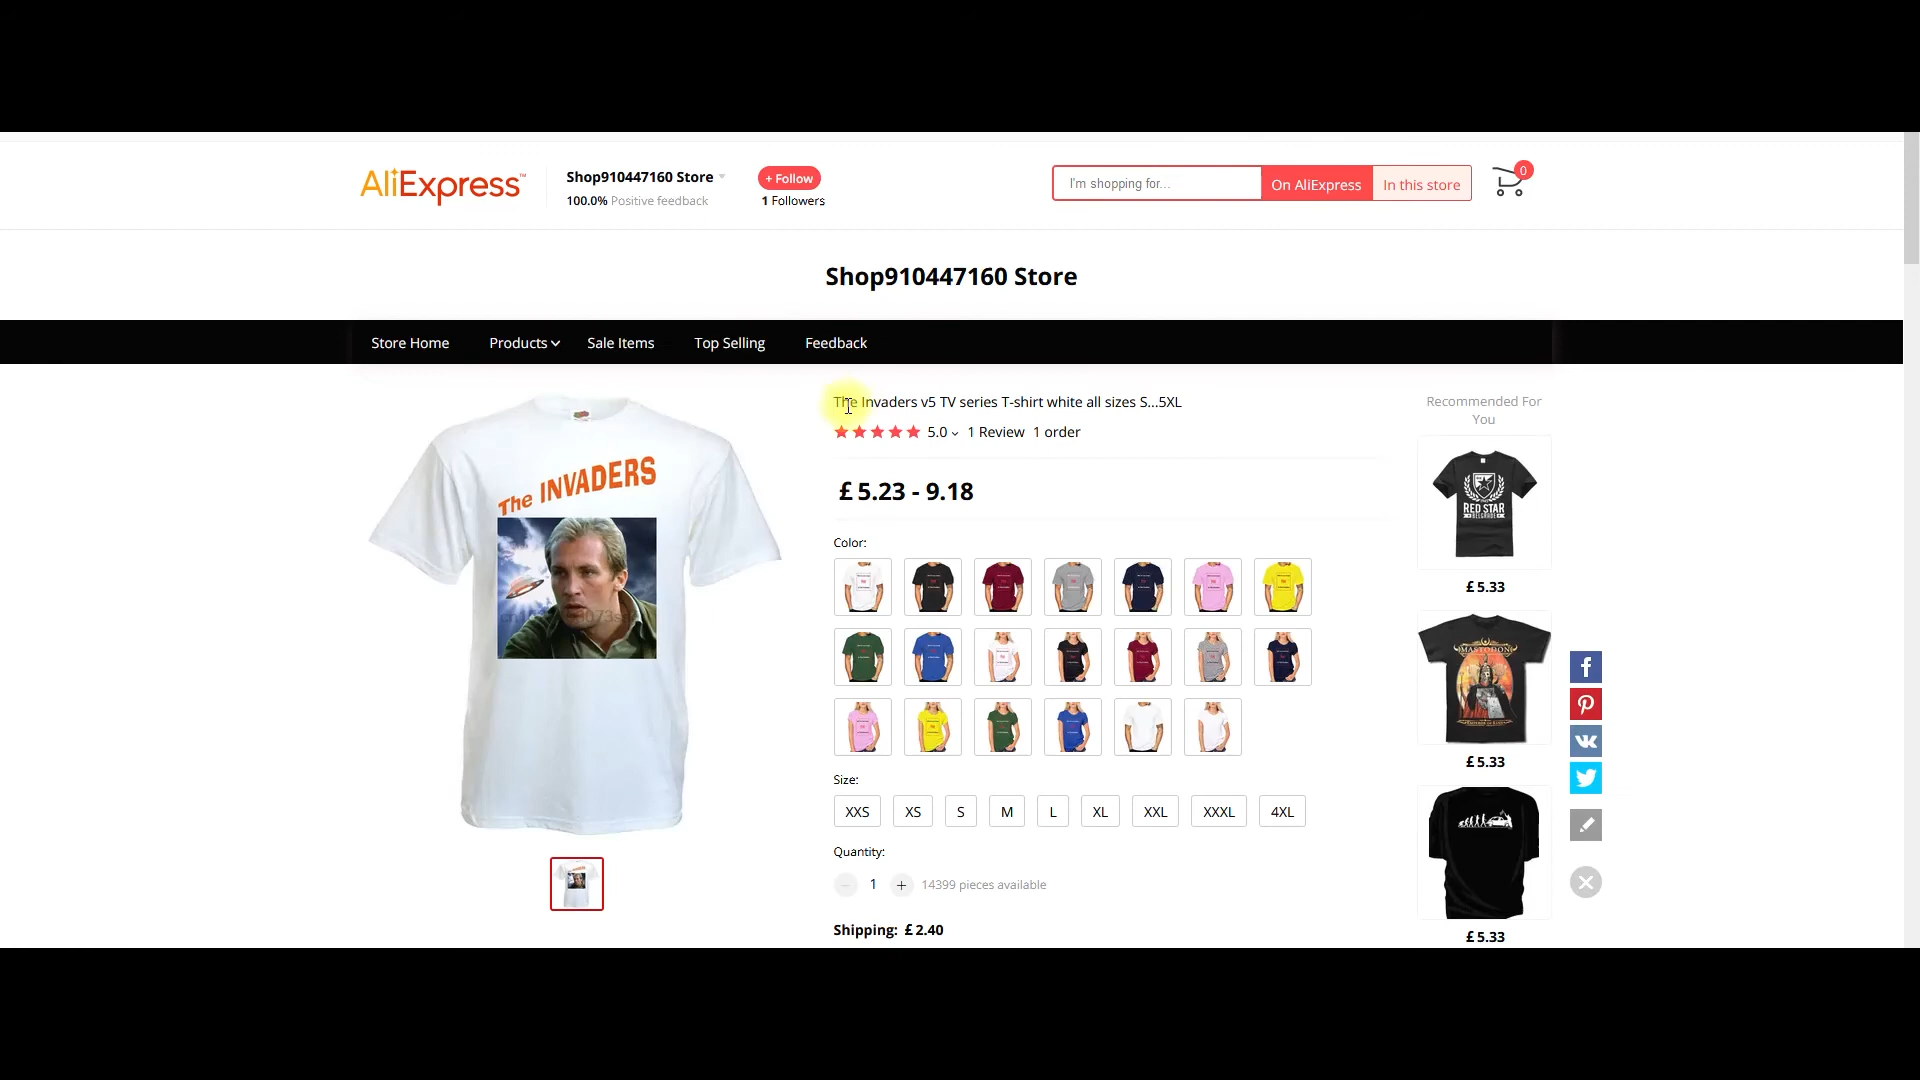 AliExpress™
Shop910447160 Store
100.0% Positive feedback
+ Follow
1 Followers
I'm shopping for...
On AliExpress
In this store
0
Shop910447160 Store
Store Home
Products
Sale Items
Top Selling
Feedback
The Invaders v5 TV series T-shirt white all sizes S...5XL
5.0
1 Review
1 order
£ 5.23 - 9.18
Color:
Size:
XXS
XS
S
M
L
XL
XXL
XXXL
4XL
Quantity:
1
+
14399 pieces available
Shipping: £ 2.40
The INVADERS
Recommended For
You
RED STAR
BELGRADE
£ 5.33
MASTODON
£ 5.33
£ 5.33